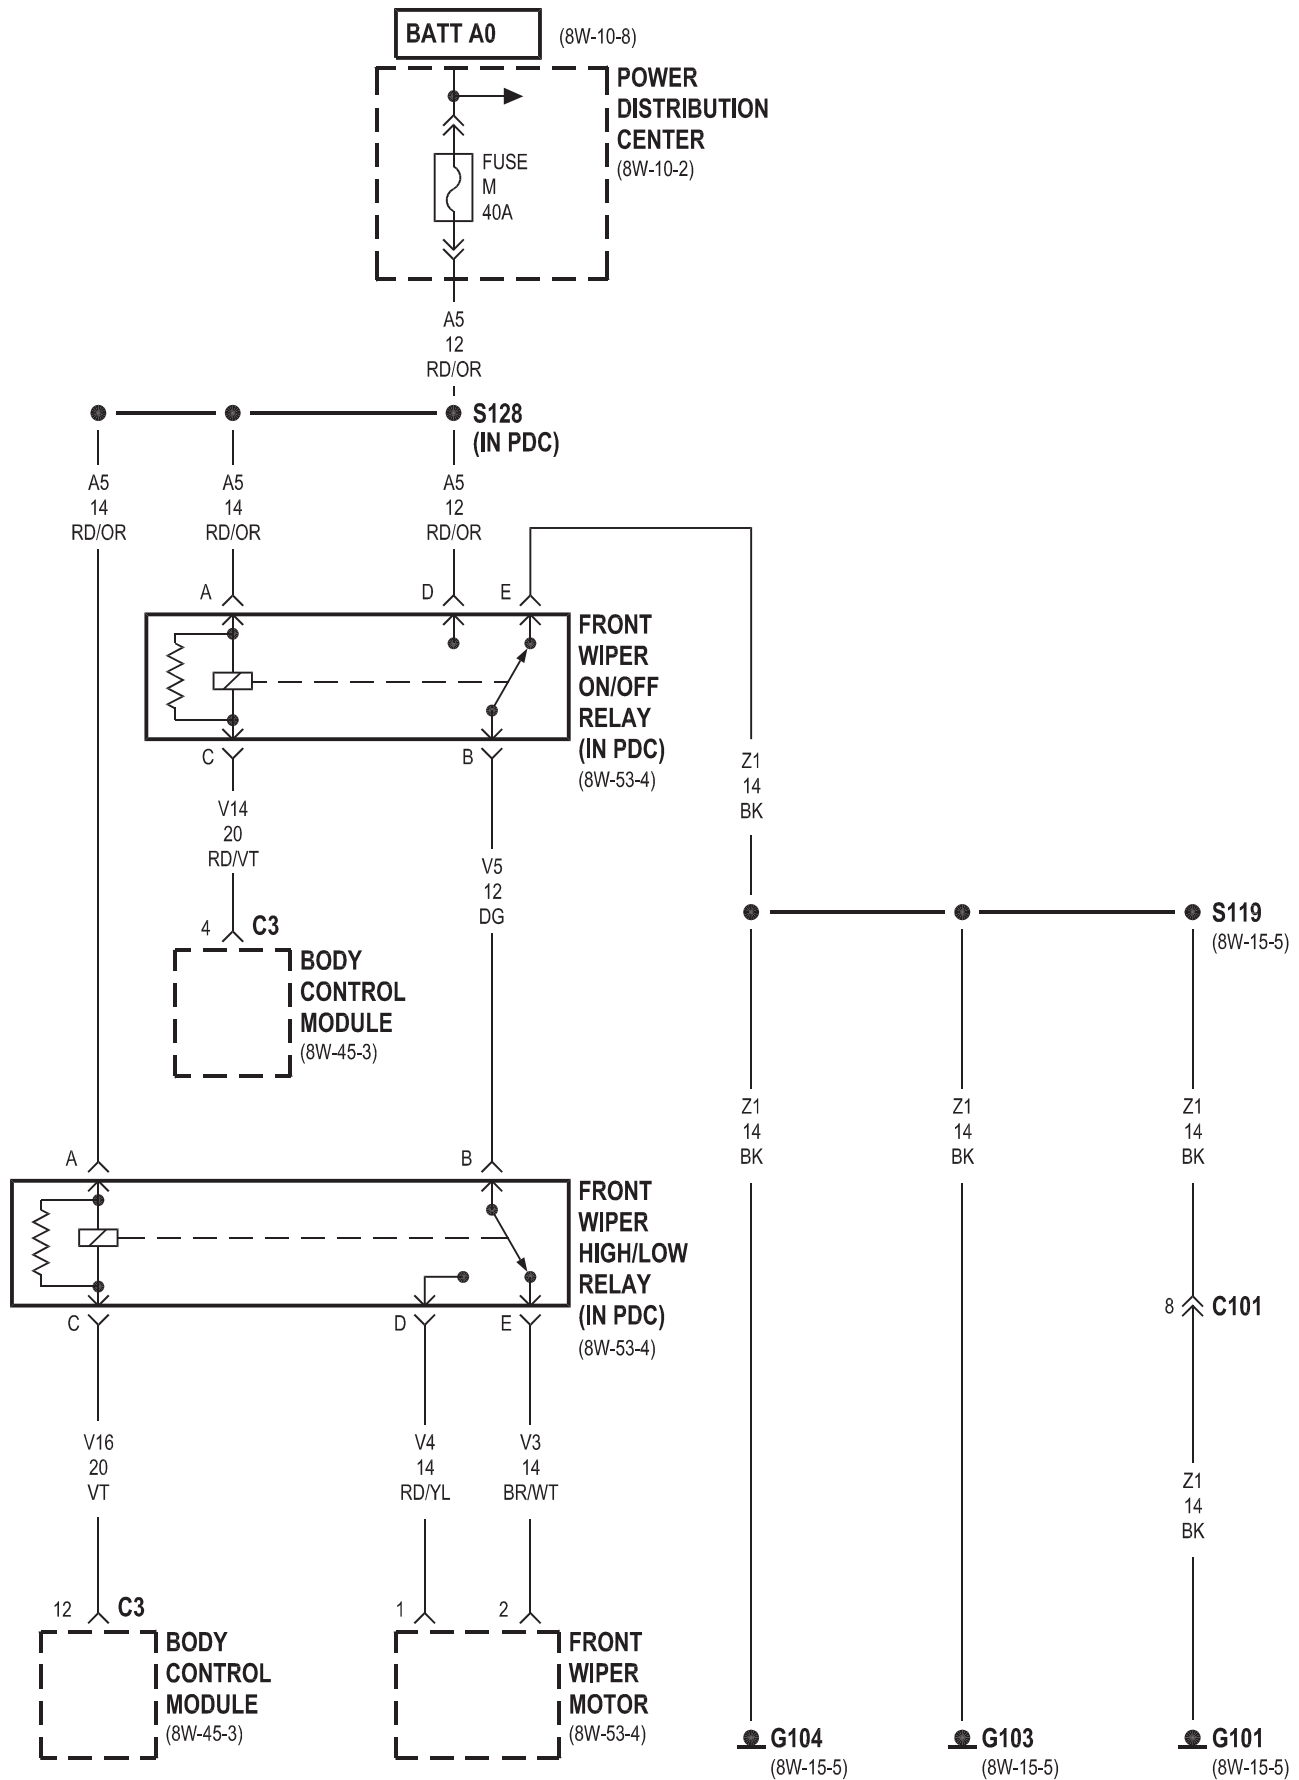 BATT A0
(8W-10-8)
POWER
DISTRIBUTION
CENTER
(8W-10-2)
FUSE
M
40A
A5
12
RD/OR
S128
(IN PDC)
A5
14
RD/OR
A5
14
RD/OR
A5
12
RD/OR
A
D
E
FRONT
WIPER
ON/OFF
RELAY
(IN PDC)
(8W-53-4)
C
B
Z1
14
BK
V14
20
RD/VT
V5
12
DG
4
C3
BODY
CONTROL
MODULE
(8W-45-3)
S119
(8W-15-5)
Z1
14
BK
Z1
14
BK
Z1
14
BK
A
B
FRONT
WIPER
HIGH/LOW
RELAY
(IN PDC)
(8W-53-4)
C
D
E
8
C101
V16
20
VT
V4
14
RD/YL
V3
14
BR/WT
Z1
14
BK
12
C3
BODY
CONTROL
MODULE
(8W-45-3)
1
2
FRONT
WIPER
MOTOR
(8W-53-4)
G104
(8W-15-5)
G103
(8W-15-5)
G101
(8W-15-5)